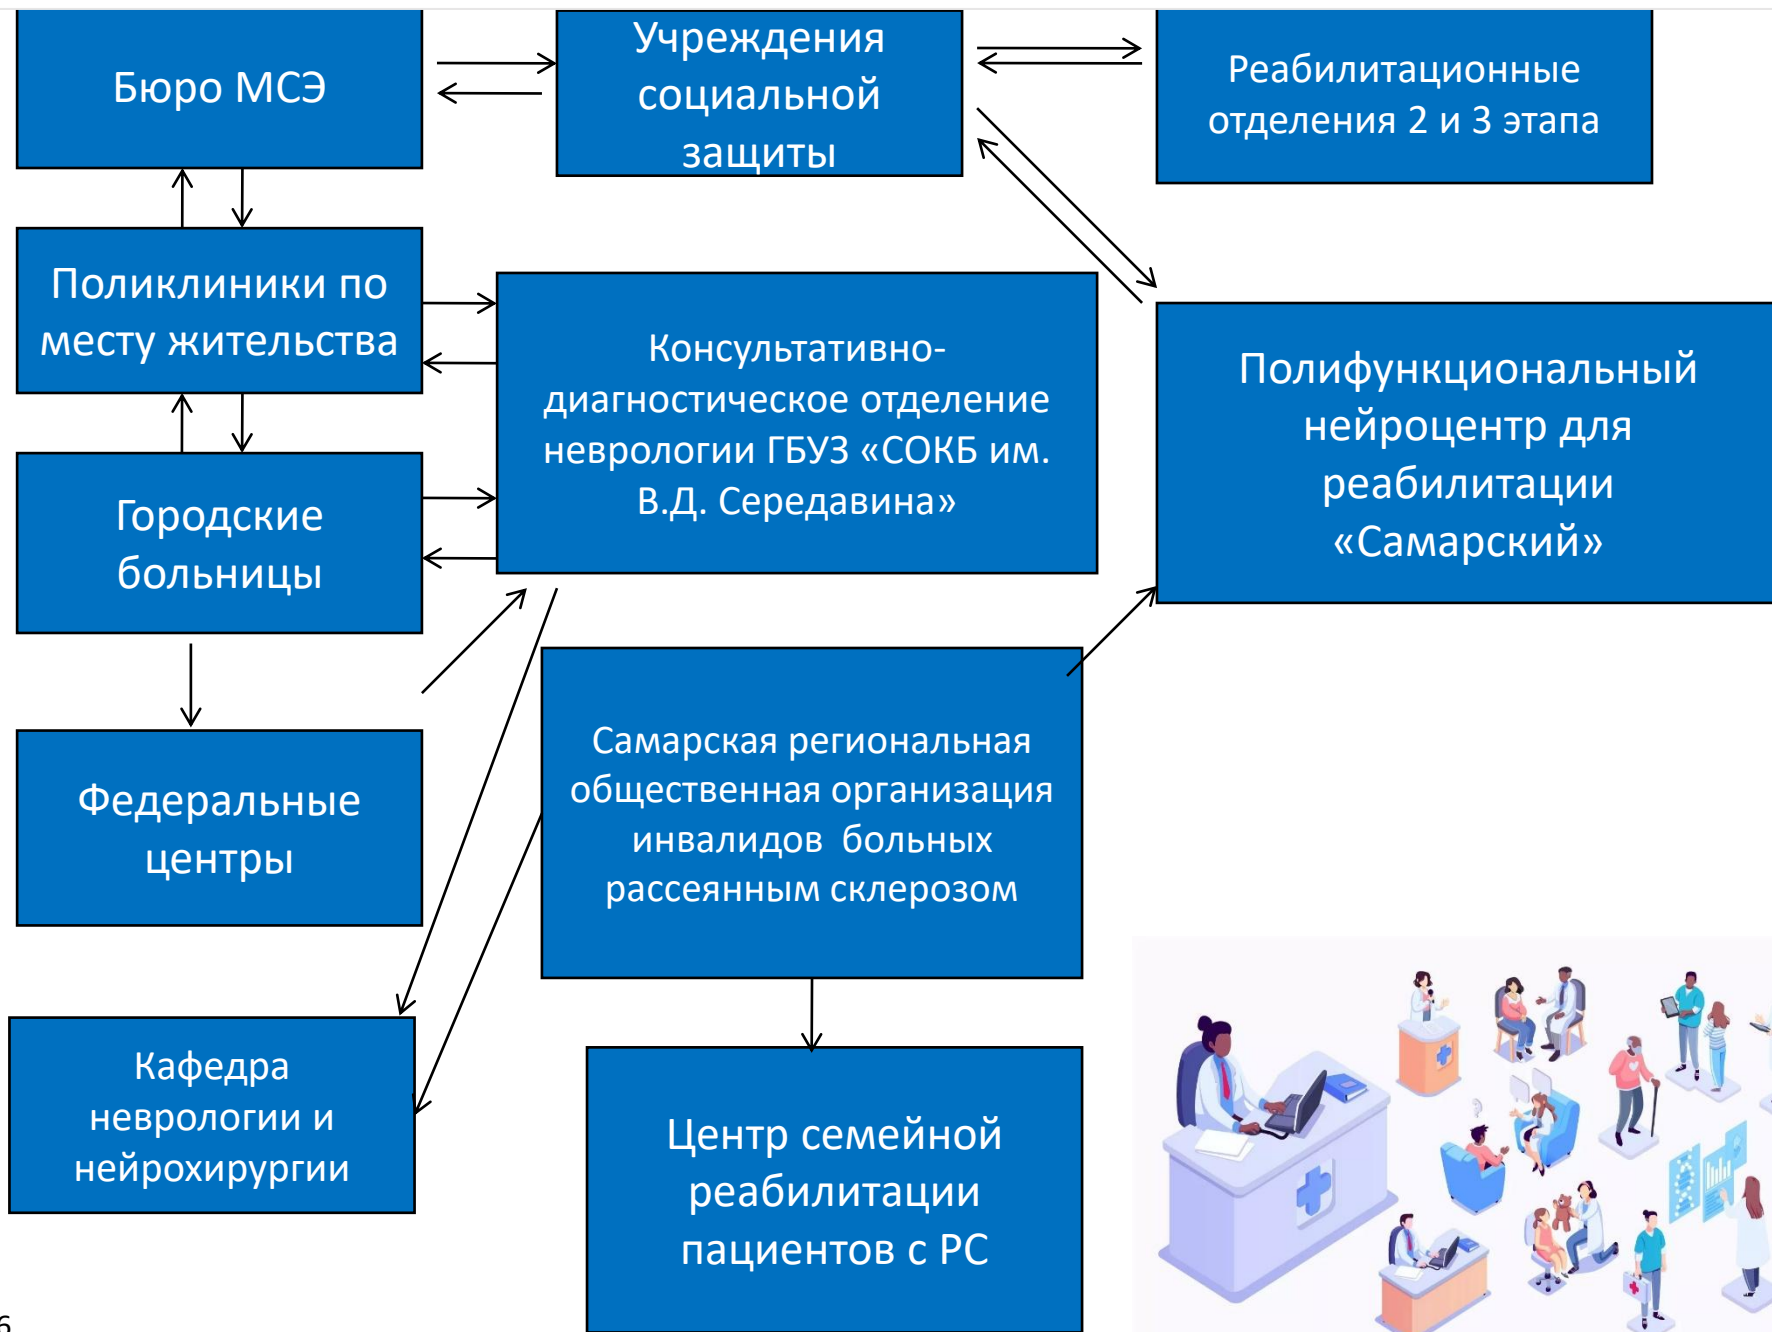 Бюро МСЭ
Учреждения
социальной
защиты
Реабилитационные
отделения 2 и 3 этапа
Поликлиники по
месту жительства
Консультативно-
диагностическое отделение
неврологии ГБУЗ «СОКБ им.
В.Д. Середавина»
Полифункциональный
нейроцентр для
реабилитации
«Самарский»
Городские
больницы
Самарская региональная
общественная организация
инвалидов  больных
рассеянным склерозом
Федеральные
центры
Кафедра
неврологии и
нейрохирургии
Центр семейной
реабилитации
пациентов с РС